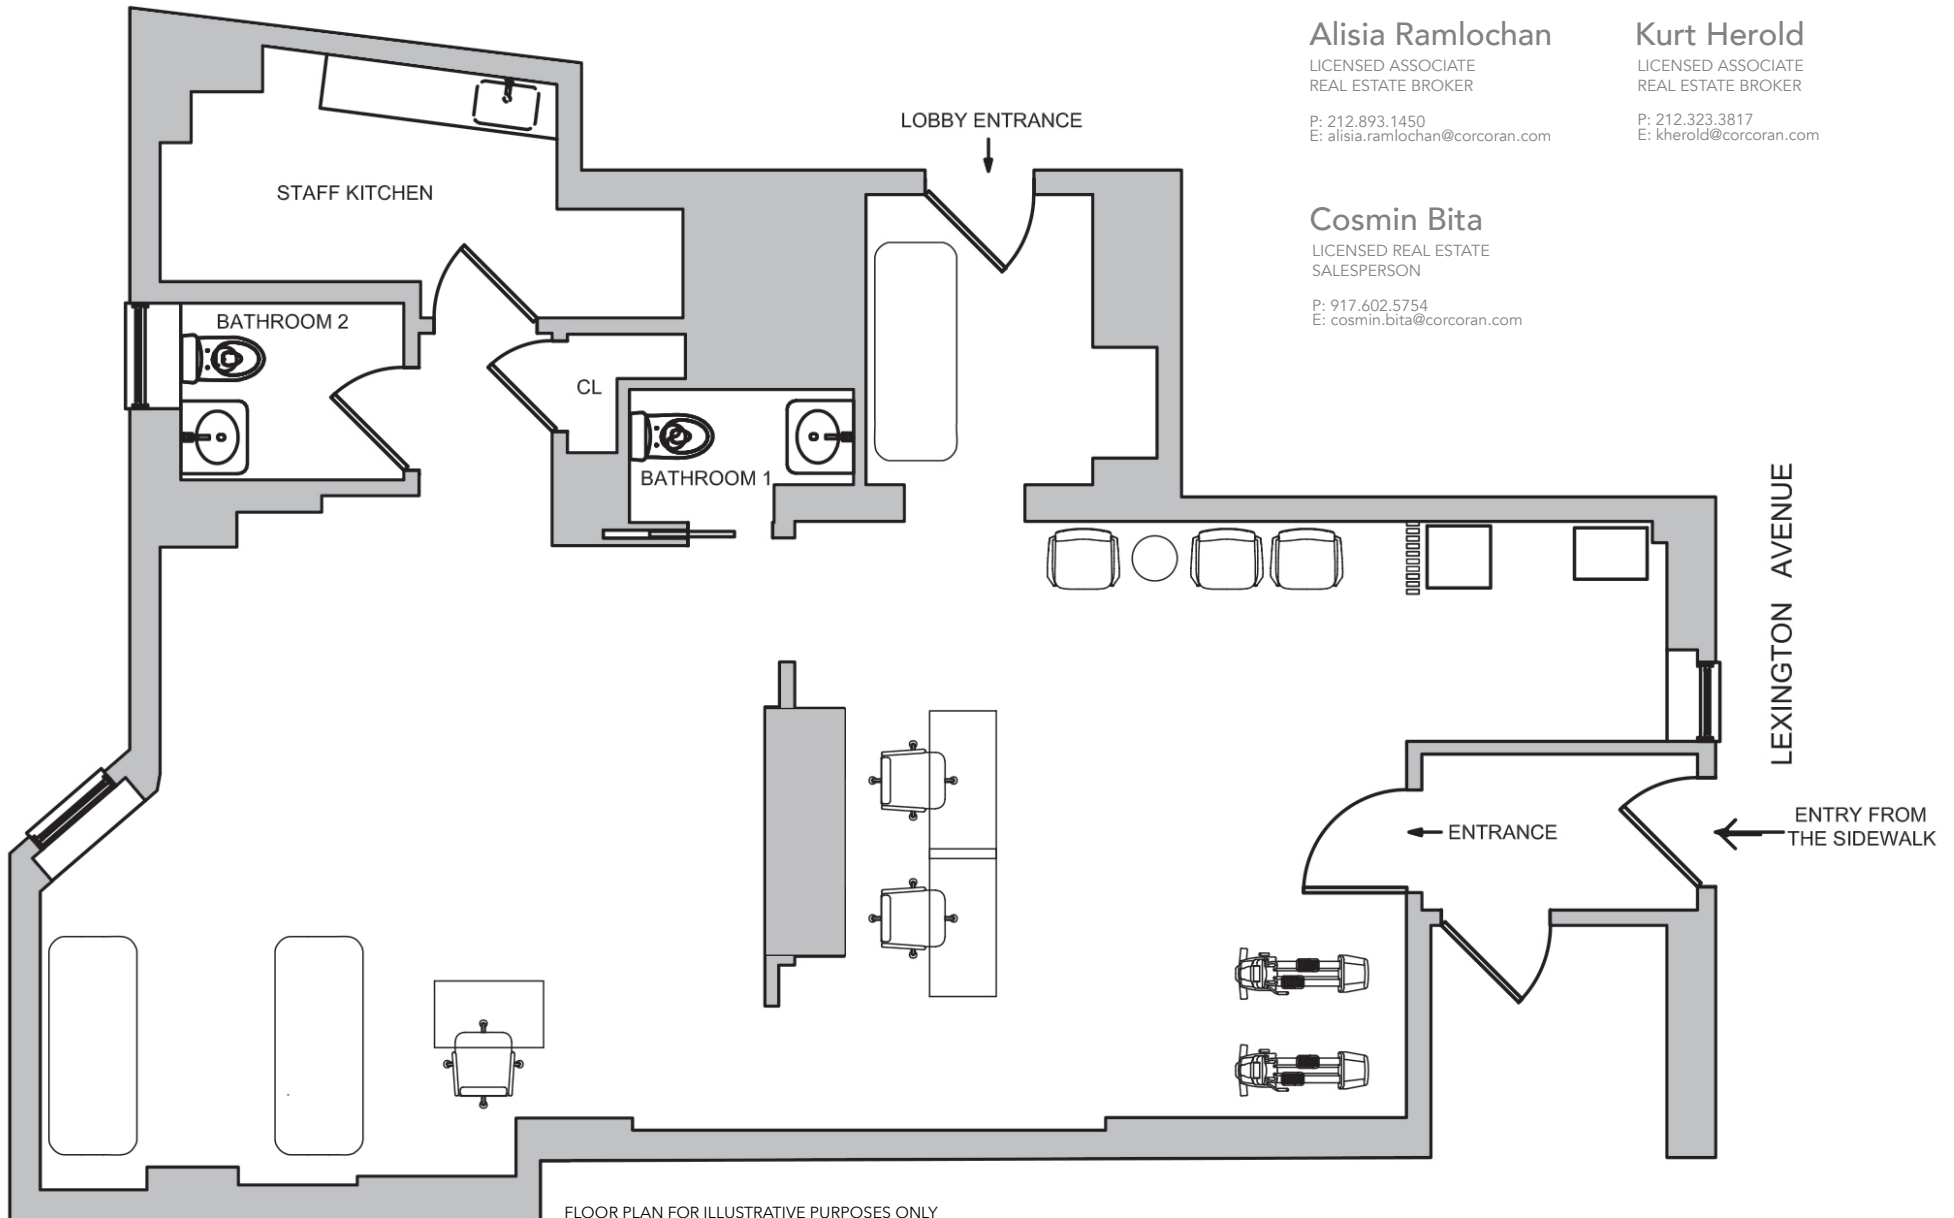 Alisia Ramlochan
LICENSED ASSOCIATE
REAL ESTATE BROKER
P: 212.893.1450
E: alisia.ramlochan@corcoran.com
Kurt Herold
LICENSED ASSOCIATE
REAL ESTATE BROKER
P: 212.323.3817
E: kherold@corcoran.com
Cosmin Bita
LICENSED REAL ESTATE
SALESPERSON
P: 917.602.5754
E: cosmin.bita@corcoran.com
LOBBY ENTRANCE
STAFF KITCHEN
BATHROOM 2
CL
BATHROOM 1
LEXINGTON AVENUE
ENTRANCE
ENTRY FROM
THE SIDEWALK
FLOOR PLAN FOR ILLUSTRATIVE PURPOSES ONLY